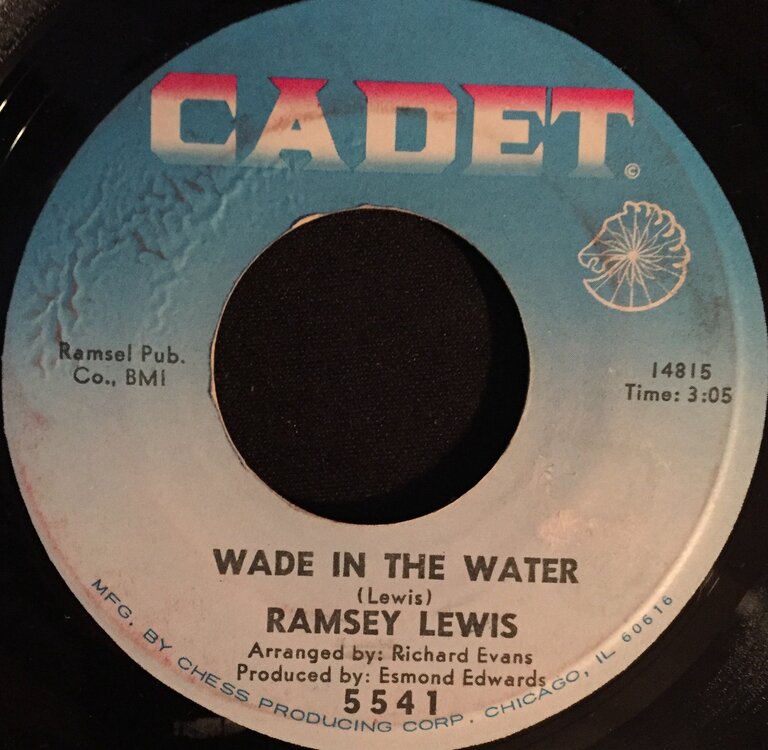 CADET
©
Ramsel Pub.
Co., BMI
14815
Time: 3:05
WADE IN THE WATER
(Lewis)
RAMSEY LEWIS
Arranged by: Richard Evans
Produced by: Esmond Edwards
5541
MFG. BY CHESS PRODUCING CORP. CHICAGO, IL 60616